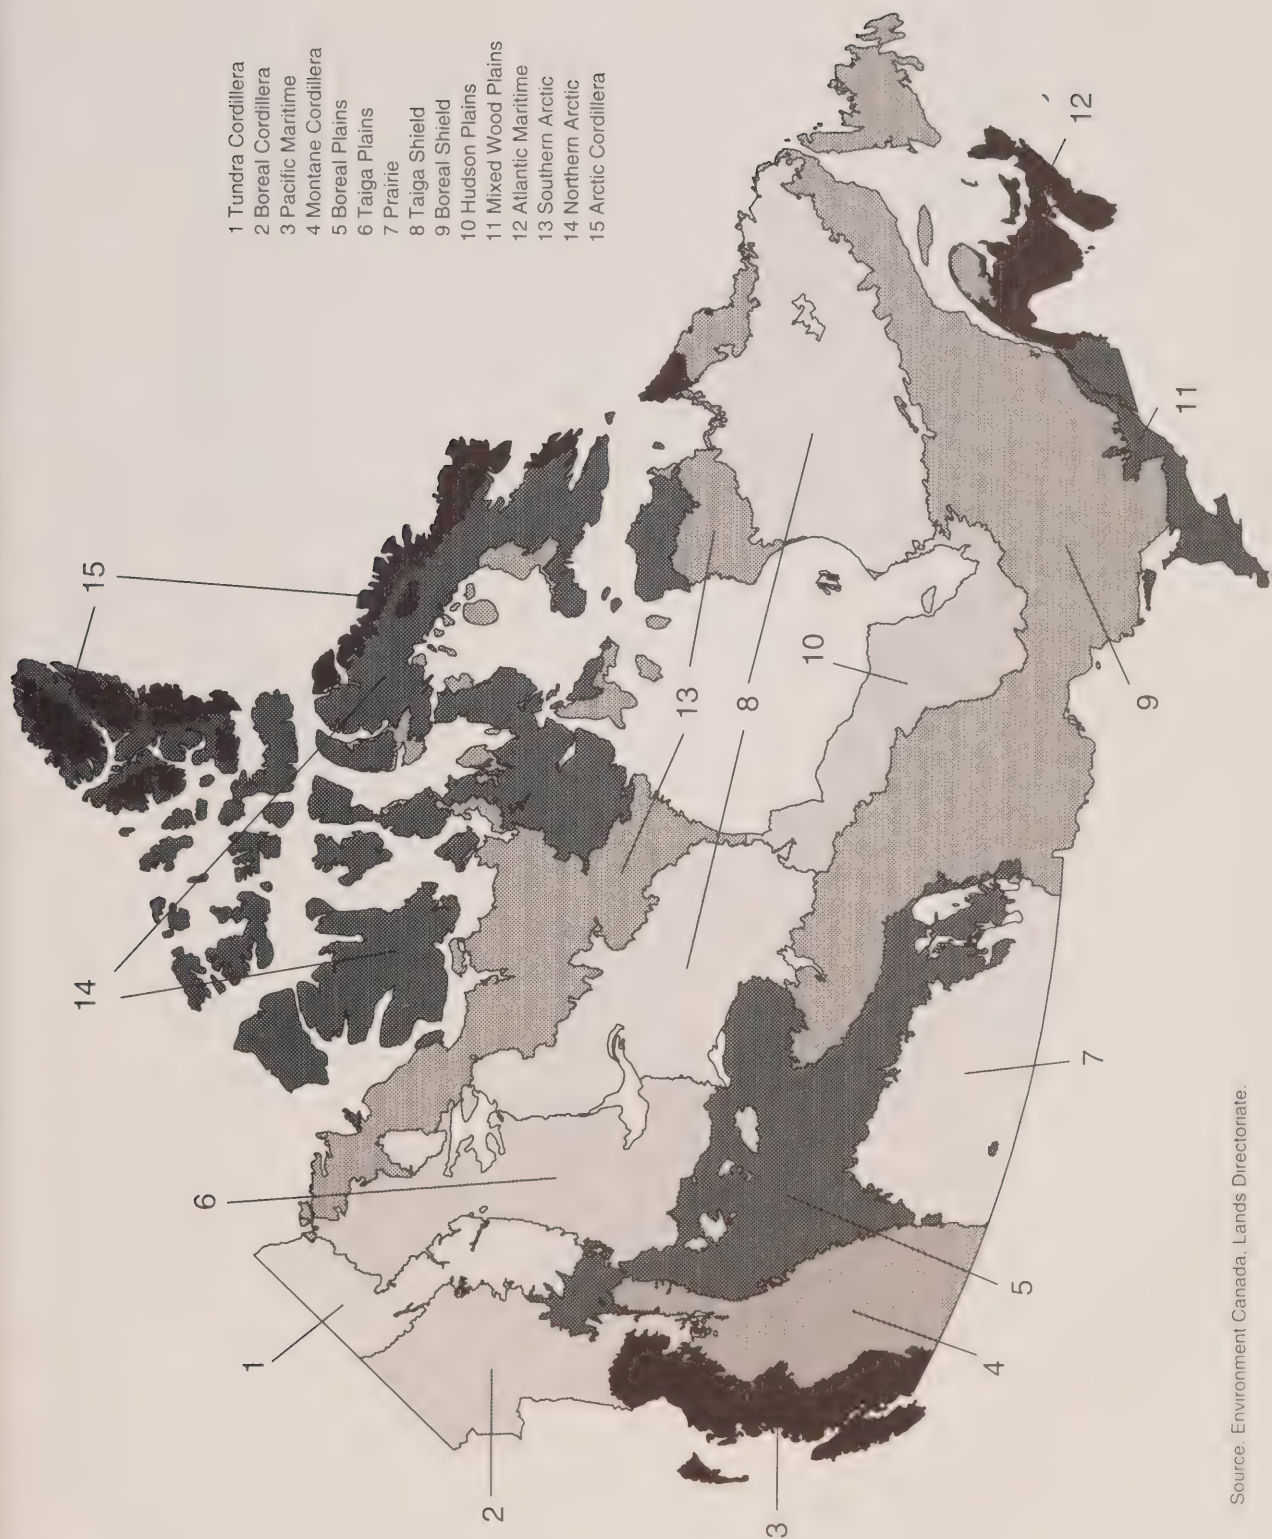 1 Tundra Cordillera
2 Boreal Cordillera
3 Pacific Maritime
4 Montane Cordillera
5 Boreal Plains
6 Taiga Plains
7 Prairie
8 Taiga Shield
9 Boreal Shield
10 Hudson Plains
11 Mixed Wood Plains
12 Atlantic Maritime
13 Southern Arctic
14 Northern Arctic
15 Arctic Cordillera
15
14
6
1
2
3
13
8
10
12
11
9
7
5
4
Source. Environment Canada, Lands Directorate.